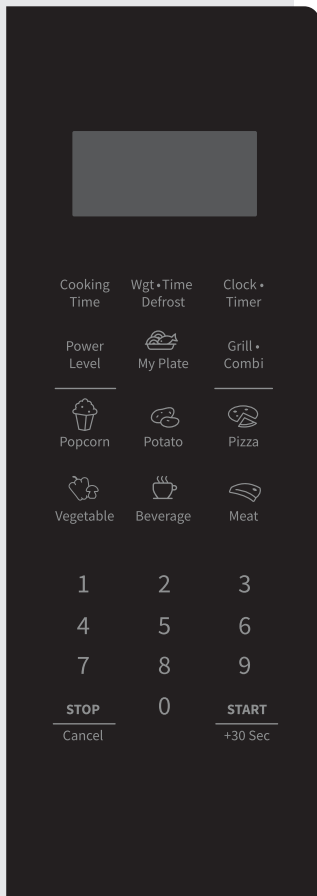 Cooking Wgt•Time Clock •
Time Defrost Timer
Power Grill •
Level My Plate Combi
Popcorn Potato Pizza
Vegetable Beverage Meat
1 2 3
4 5 6
7 8 9
STOP 0 START
Cancel +30 Sec